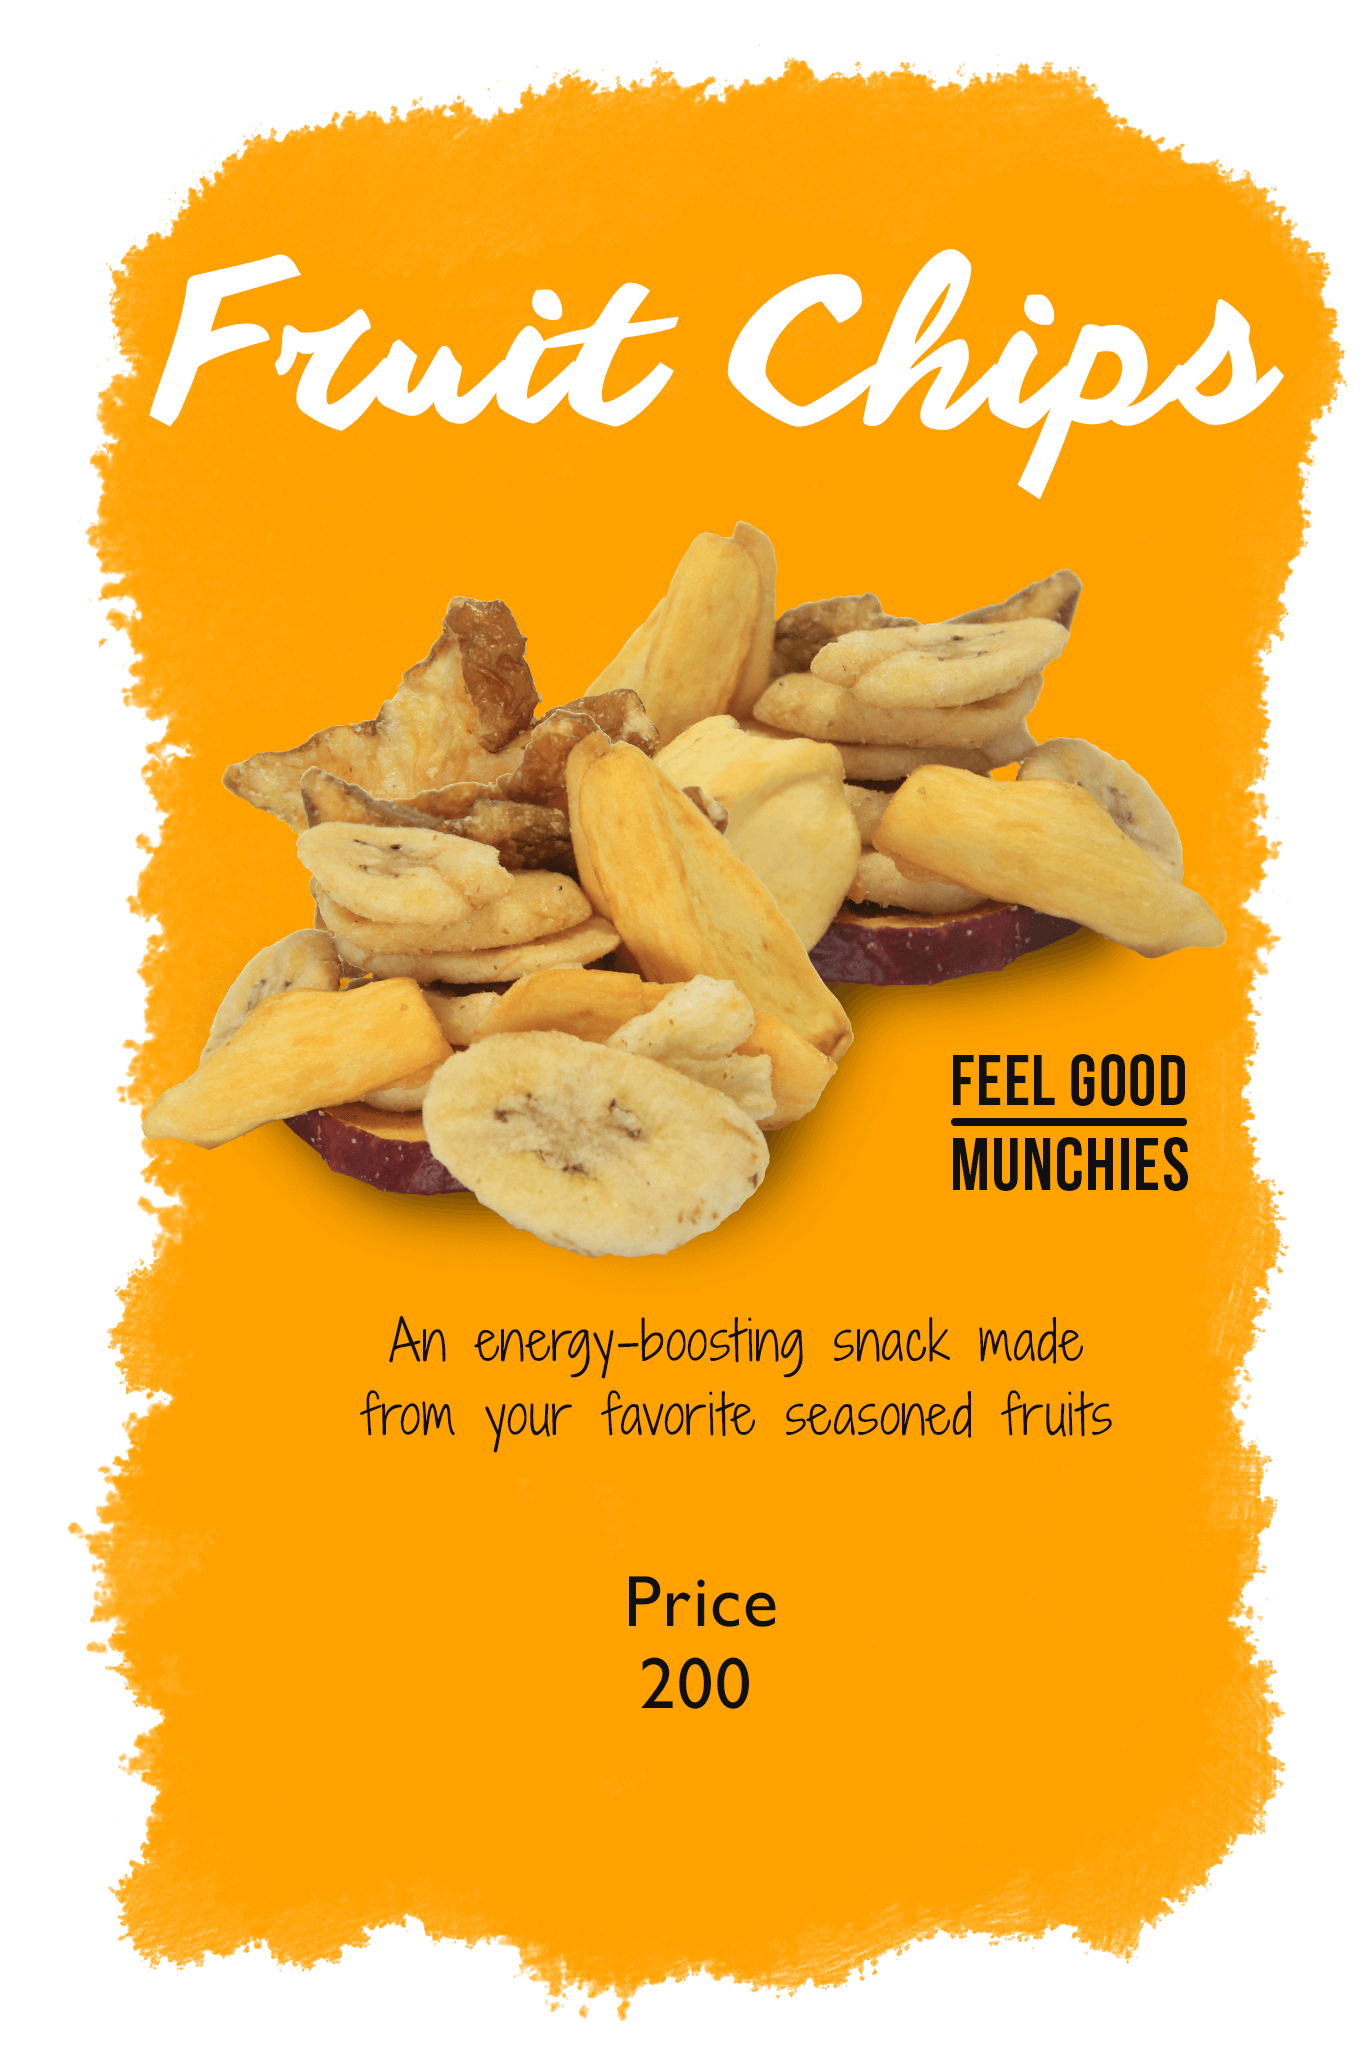 Fruit Chips
FEEL GOOD
MUNCHIES
An energy-boosting snack made
from your favorite seasoned fruits
Price
200